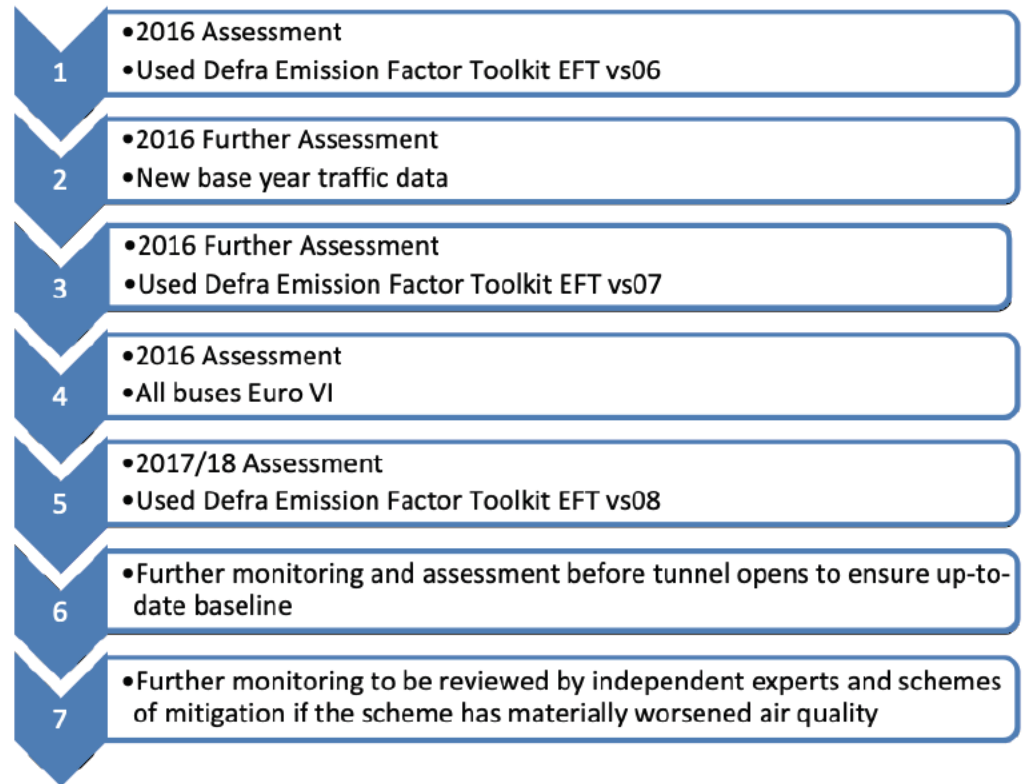 1
•2016 Assessment
•Used Defra Emission Factor Toolkit EFT vs06
2
•2016 Further Assessment
•New base year traffic data
3
•2016 Further Assessment
•Used Defra Emission Factor Toolkit EFT vs07
4
•2016 Assessment
•All buses Euro VI
5
•2017/18 Assessment
•Used Defra Emission Factor Toolkit EFT vs08
6
•Further monitoring and assessment before tunnel opens to ensure up-to-
date baseline
7
•Further monitoring to be reviewed by independent experts and schemes
of mitigation if the scheme has materially worsened air quality